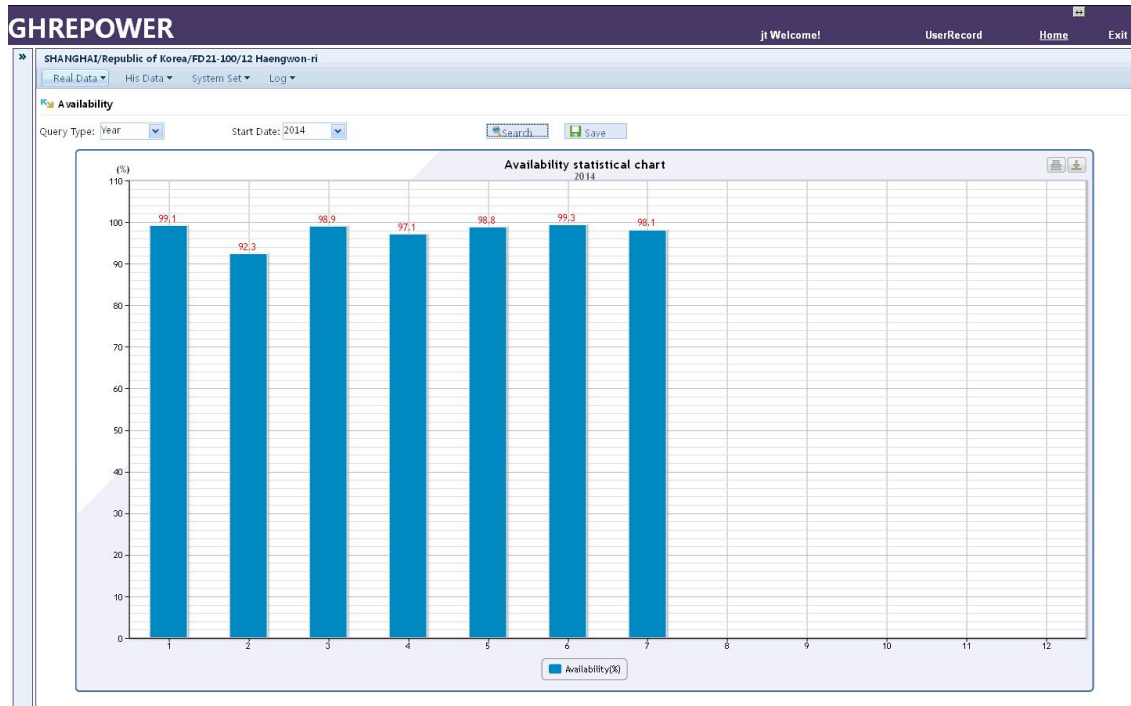 GHREPOWER
jt Welcome! UserRecord Home Exit
» SHANGHAI/Republic of Korea/FD21-100/12 Haengwon-ri
Real Data His Data System Set Log
Availability
Query Type: Year Start Date: 2014 Search Save
Availability statistical chart
2014
(%)
110
100
90
80
70
60
50
40
30
20
10
0
99.1 92.3 98.9 97.1 98.8 99.3 98.1
1 2 3 4 5 6 7 8 9 10 11 12
Availability(%)